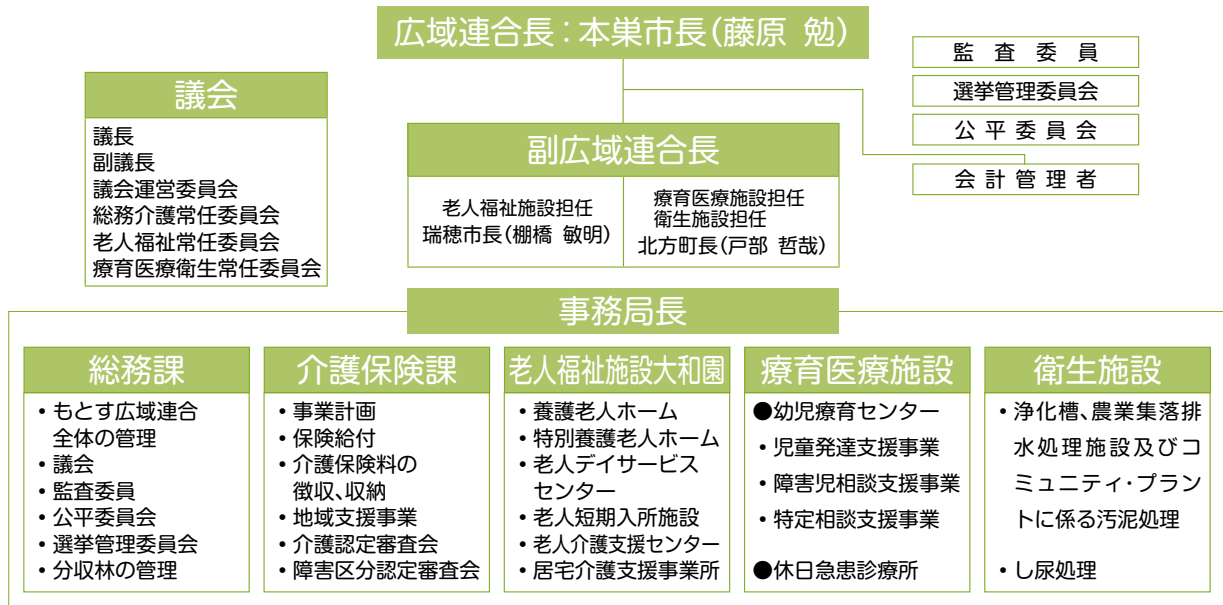 広域連合長：本巣市長（藤原 勉）
議会
議長
副議長
議会運営委員会
総務介護常任委員会
老人福祉常任委員会
療育医療衛生常任委員会
副広域連合長
老人福祉施設担任
瑞穂市長（棚橋 敏明）
療育医療施設担任
衛生施設担任
北方町長（戸部 哲哉）
監査委員
選挙管理委員会
公平委員会
会計管理者
事務局長
総務課
・もとす広域連合
全体の管理
・議会
・監査委員
・公平委員会
・選挙管理委員会
・分収林の管理
介護保険課
・事業計画
・保険給付
・介護保険料の
徴収、収納
・地域支援事業
・介護認定審査会
・障害区分認定審査会
老人福祉施設大和園
・養護老人ホーム
・特別養護老人ホーム
・老人デイサービス
センター
・老人短期入所施設
・老人介護支援センター
・居宅介護支援事業所
療育医療施設
●幼児療育センター
・児童発達支援事業
・障害児相談支援事業
・特定相談支援事業
●休日急患診療所
衛生施設
・浄化槽、農業集落排
水処理施設及びコ
ミュニティ・プラン
トに係る汚泥処理
・し尿処理